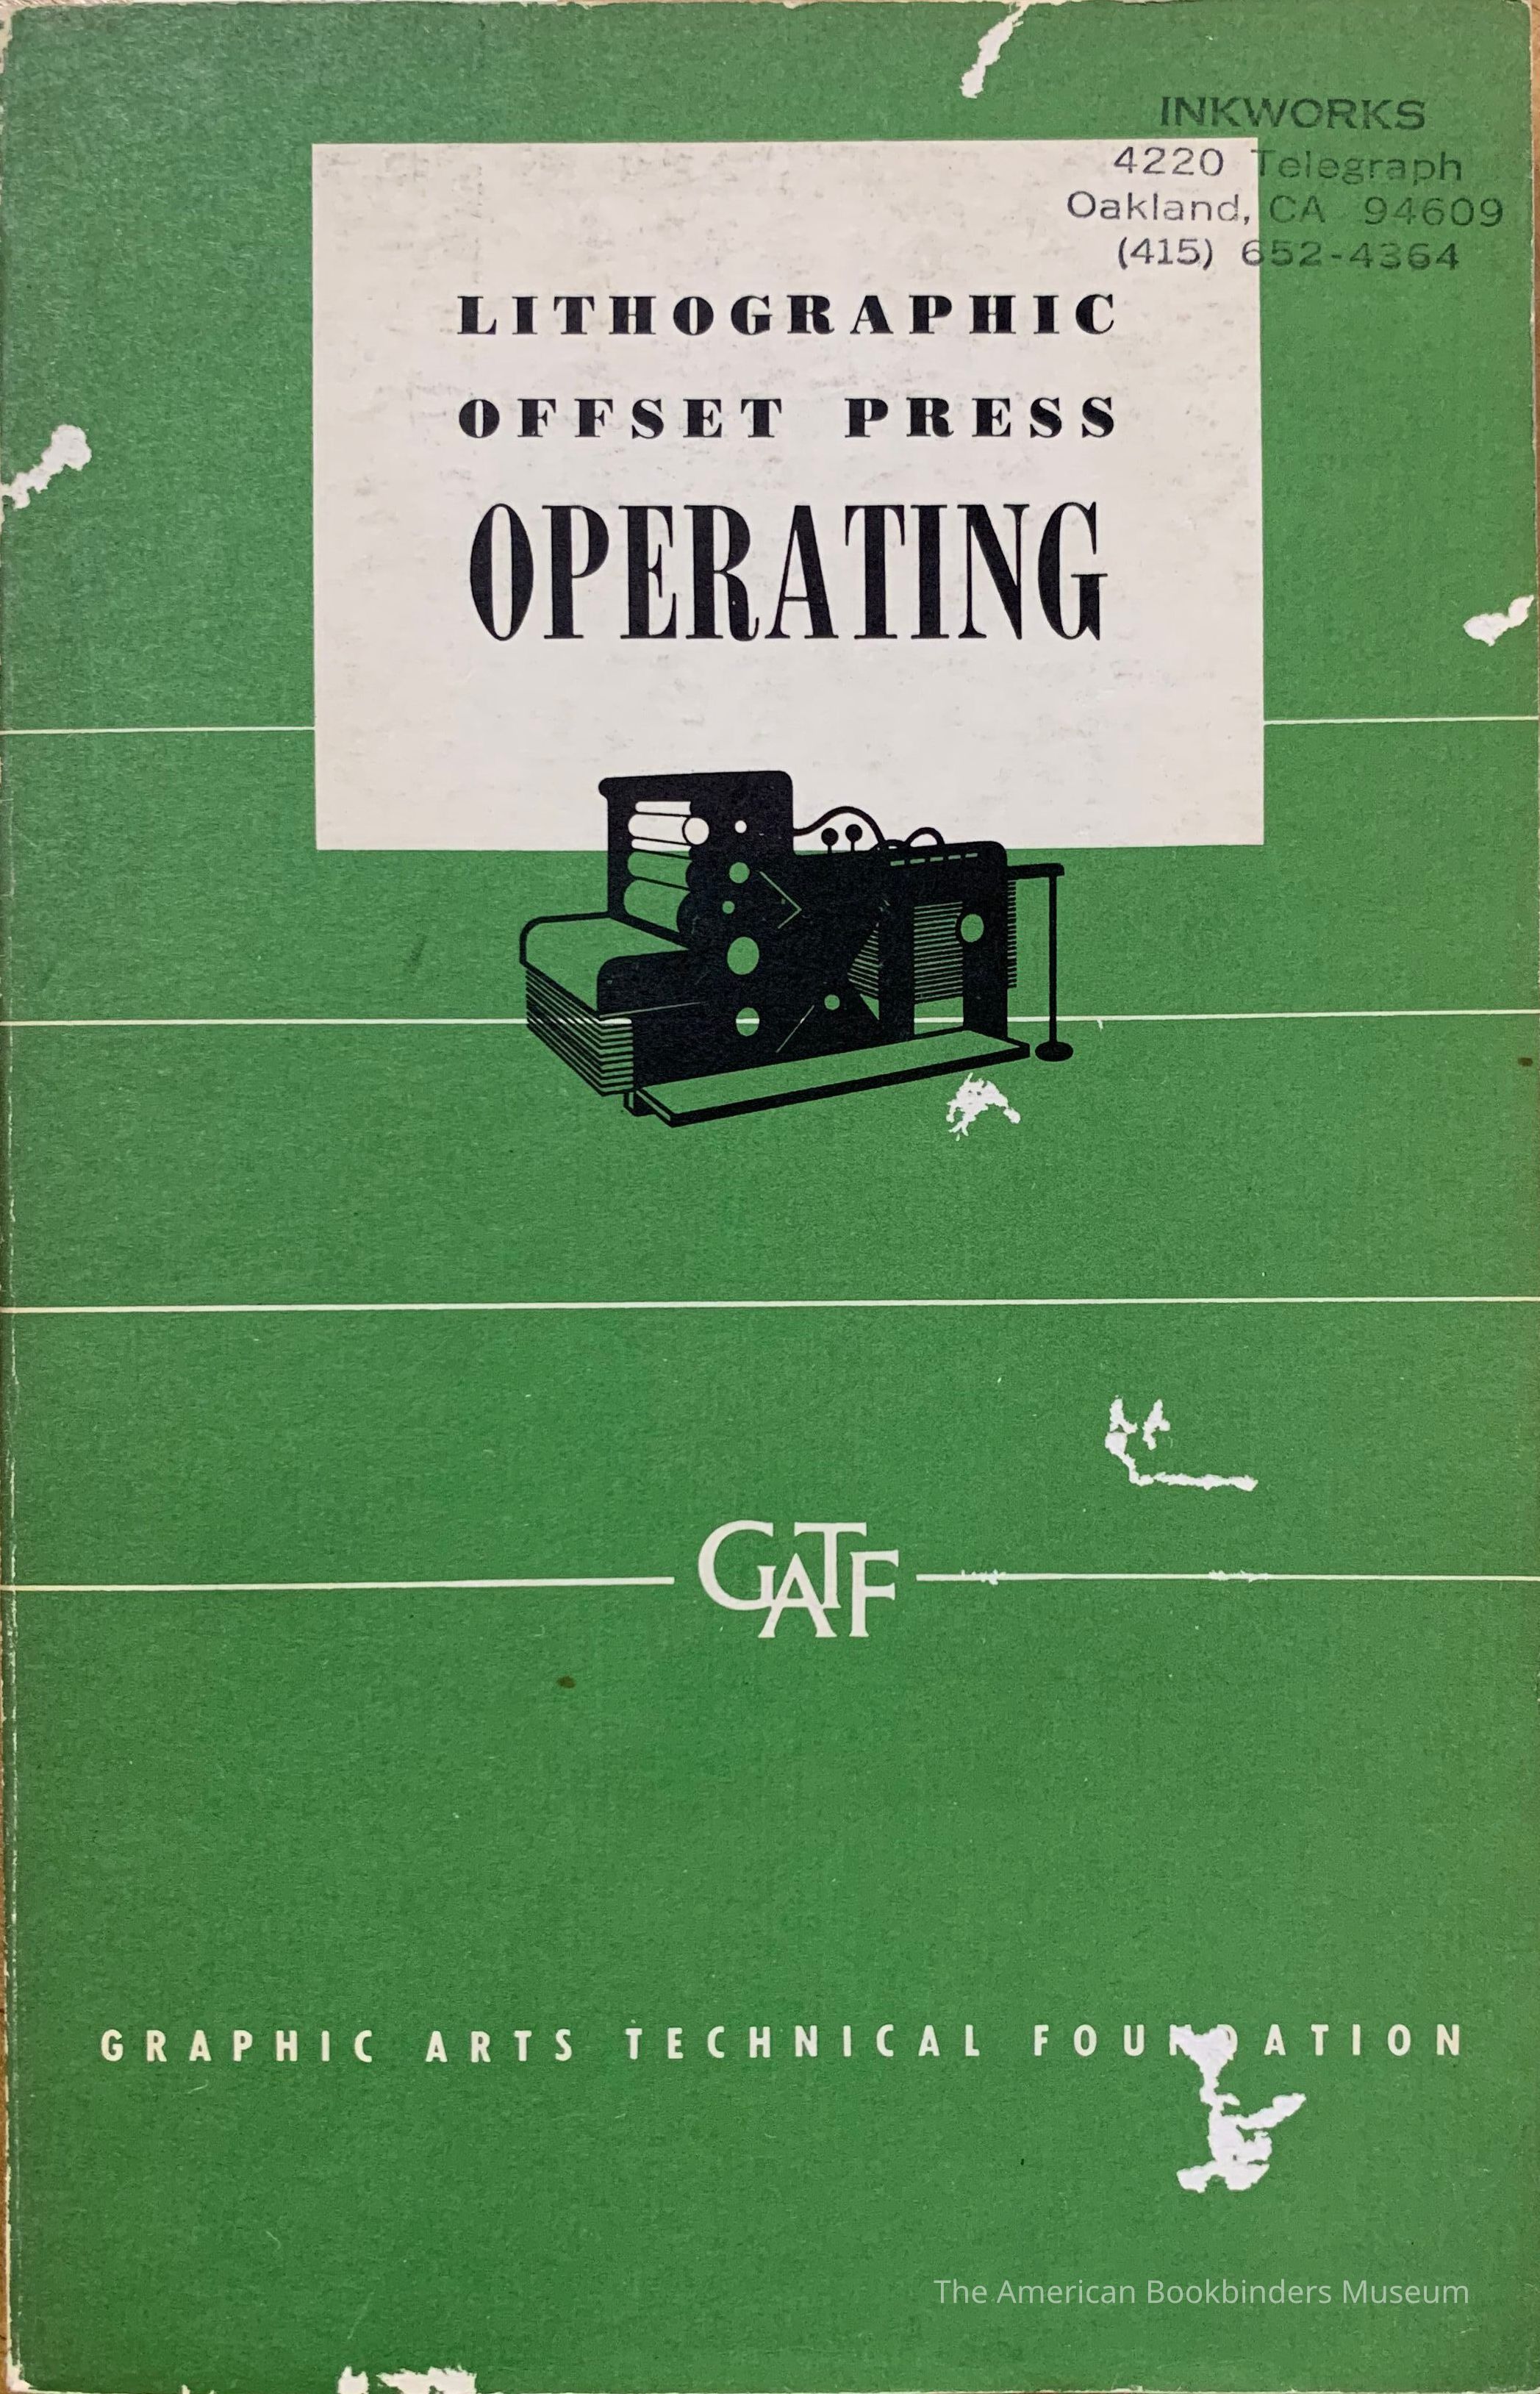 INKWORKS
4220 Telegraph
Oakland, CA 94609
(415) 652-4364
LITHOGRAPHIC
OFFSET PRESS
OPERATING
GATF
GRAPHIC ARTS TECHNICAL FOUNDATION
The American Bookbinders Museum